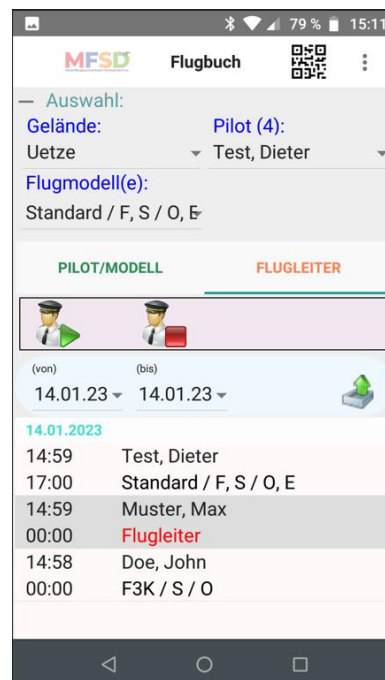 79 % 15:11
MFSD Flugbuch
— Auswahl:
Gelände: Pilot (4):
Uetze Test, Dieter
Flugmodell(e):
Standard / F, S / O, E
PILOT/MODELL FLUGLEITER
(von) (bis)
14.01.23 14.01.23
14.01.2023
14:59 Test, Dieter
17:00 Standard / F, S / O, E
14:59 Muster, Max
00:00 Flugleiter
14:58 Doe, John
00:00 F3K / S / O